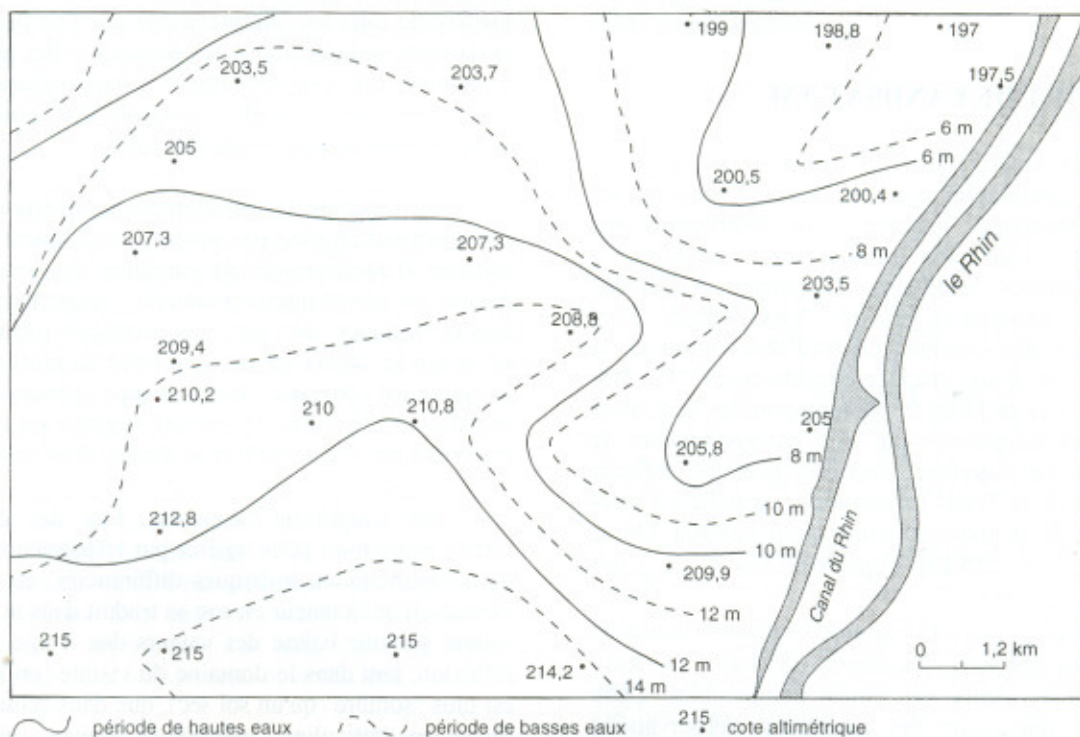 199
198,8
197
203,5
203,7
197,5
6 m
205
6 m
200,5
200,4
207,3
207,3
8 m
le Rhin
203,5
208,8
209,4
210,2
210
210,8
205
205,8
8 m
10 m
212,8
10 m
209,9
Canal du Rhin
12 m
215
215
215
12 m
0 1,2 km
214,2
14 m
période de hautes eaux
période de basses eaux
215
cote altimétrique